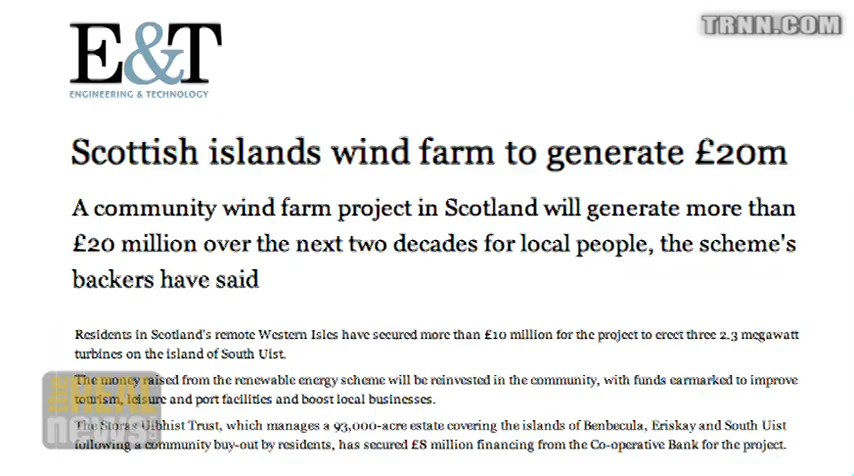 TRNN.COM
E&T
ENGINEERING & TECHNOLOGY
Scottish islands wind farm to generate £20m
A community wind farm project in Scotland will generate more than
£20 million over the next two decades for local people, the scheme's
backers have said
Residents in Scotland's remote Western Isles have secured more than £10 million for the project to erect three 2.3 megawatt
turbines on the island of South Uist.
The money raised from the renewable energy scheme will be reinvested in the community, with funds earmarked to improve
tourism, leisure and port facilities and boost local businesses.
The Storas Uibhist Trust, which manages a 93,000-acre estate covering the islands of Benbecula, Eriskay and South Uist
following a community buy-out by residents, has secured £8 million financing from the Co-operative Bank for the project.
the REAL
news